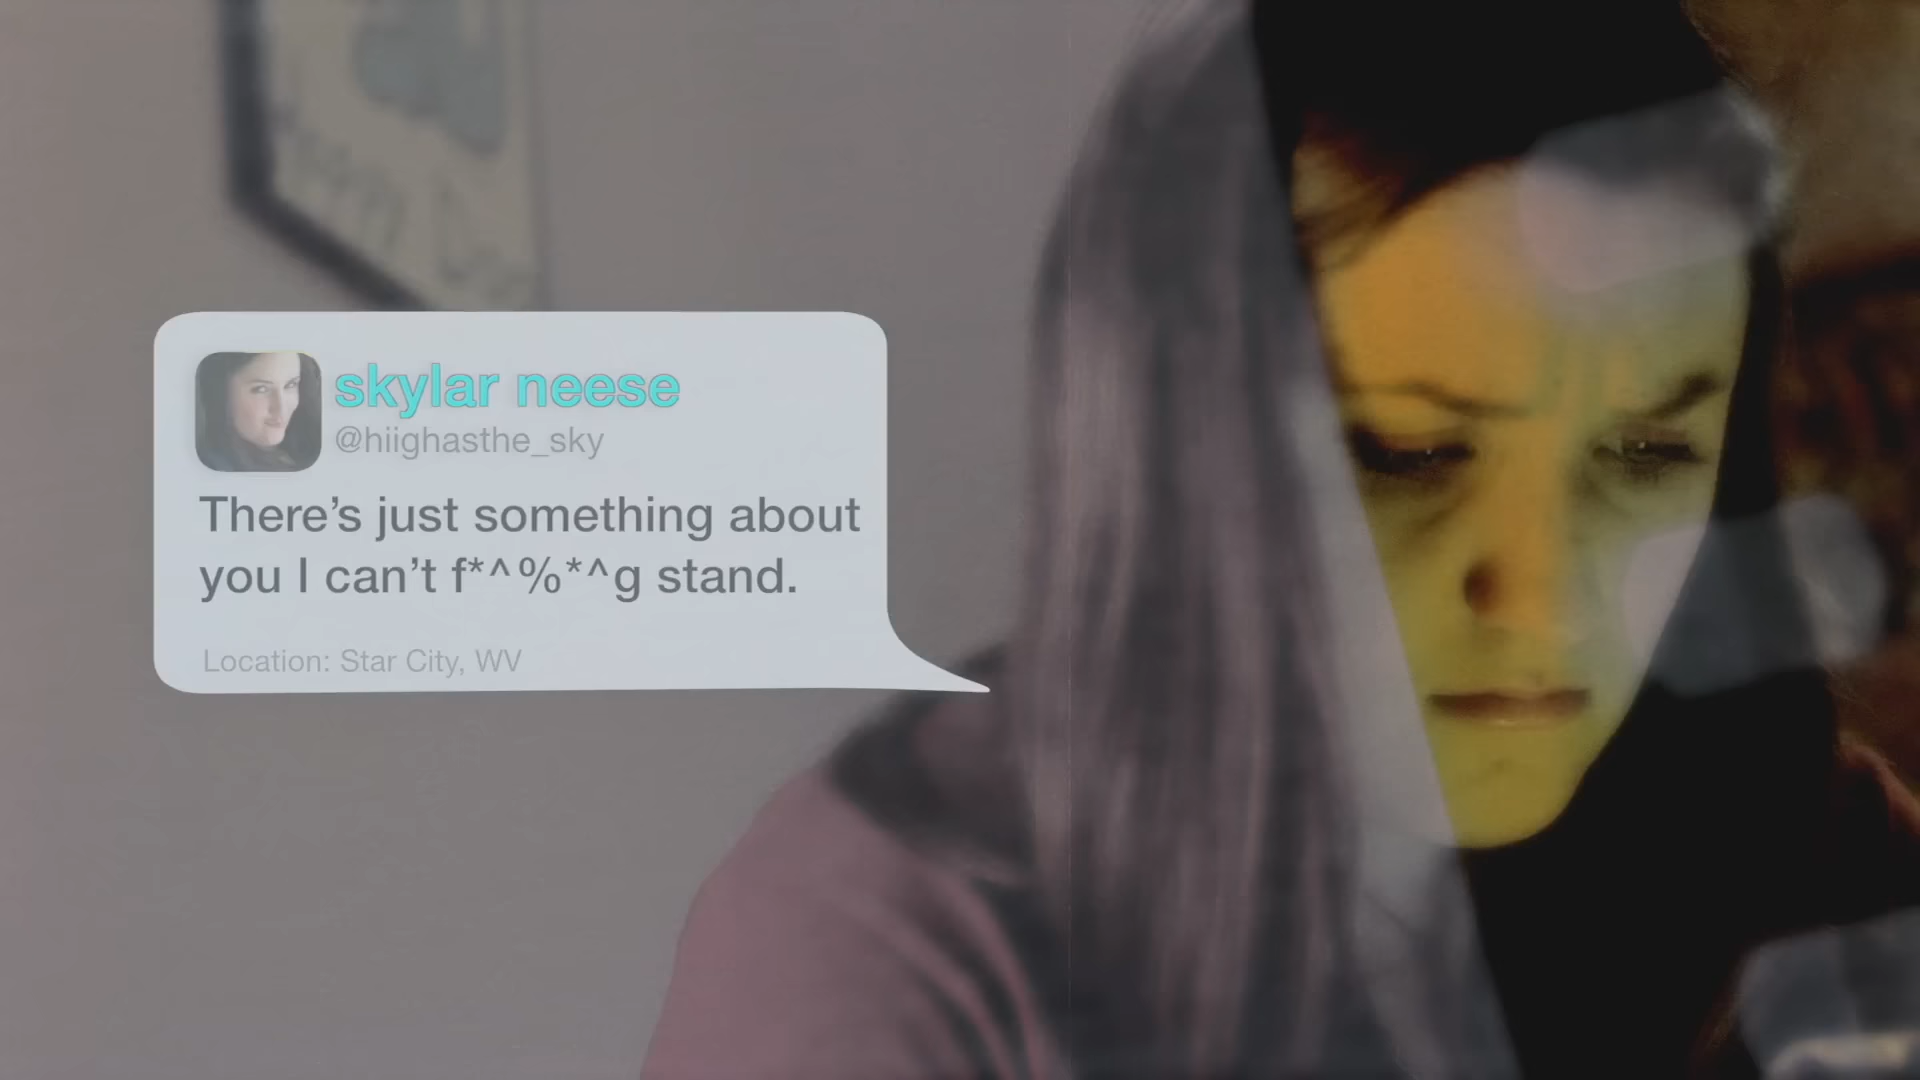 skylar neese
@hiighasthe_sky
There's just something about
you I can't f*^%*^g stand.
Location: Star City, WV